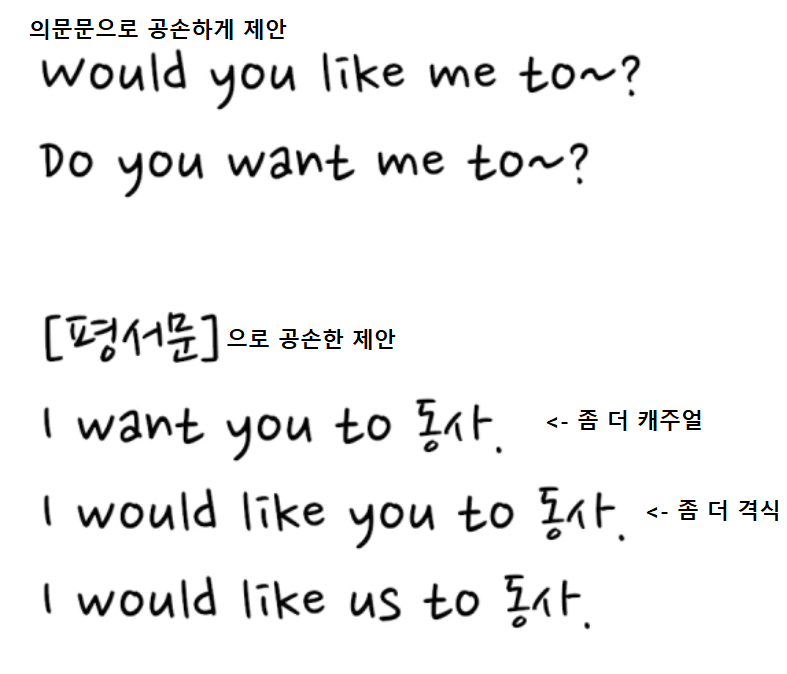 의문문으로 공손하게 제안
Would you like me to~?
Do you want me to~?
[평서문]으로 공손한 제안
I want you to 동사. <- 좀 더 캐주얼
I would like you to 동사. <- 좀 더 격식
I would like us to 동사.